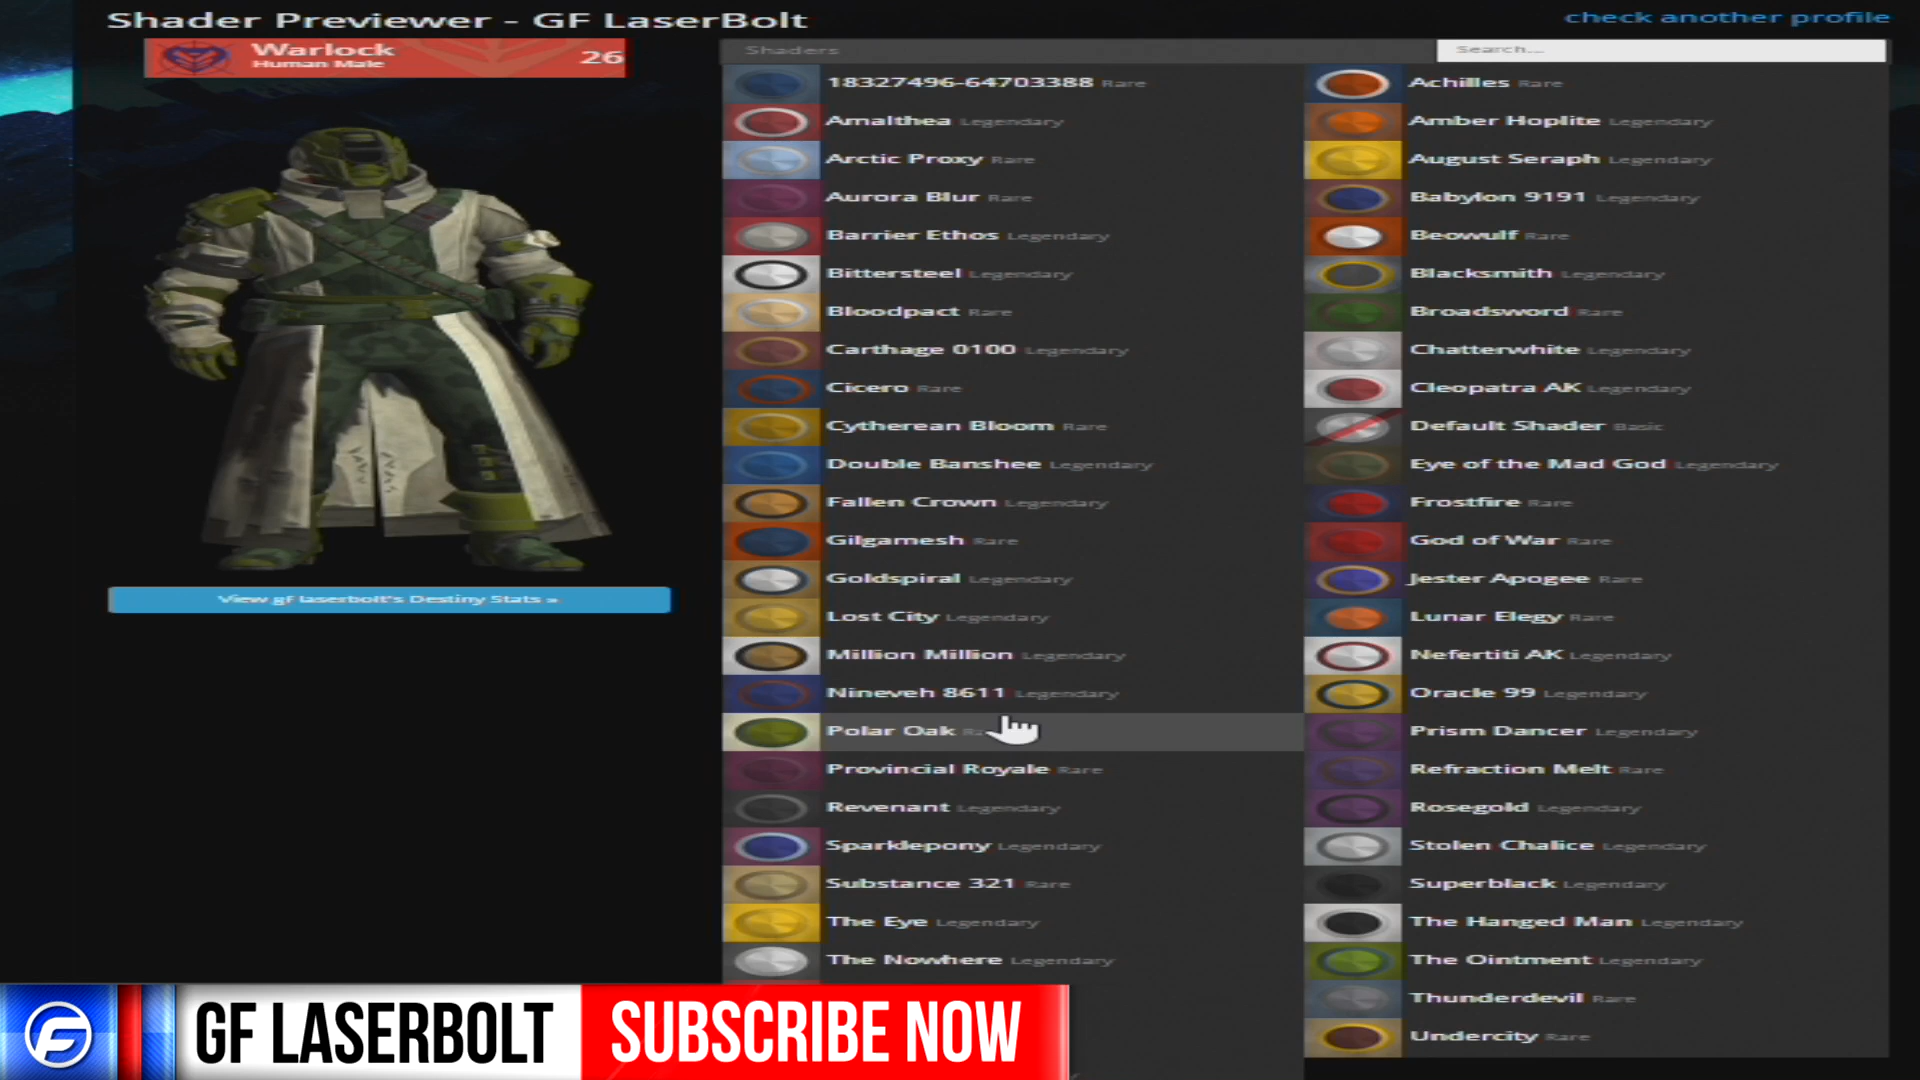 Shader Previewer - GF LaserBolt
check another profile
Warlock
Human Male
26
Shaders
Search...
18327496-64703388 Rare
Achilles Rare
Amalthea Legendary
Amber Hoplite Legendary
Arctic Proxy Rare
August Seraph Legendary
Aurora Blur Rare
Babylon 9191 Legendary
Barrier Ethos Legendary
Beowulf Rare
Bittersteel Legendary
Blacksmith Legendary
Bloodpact Rare
Broadsword Rare
Carthage 0100 Legendary
Chatterwhite Legendary
Cicero Rare
Cleopatra AK Legendary
Cytherean Bloom Rare
Default Shader Basic
Double Banshee Legendary
Eye of the Mad God Legendary
Fallen Crown Legendary
Frostfire Rare
Gilgamesh Rare
God of War Rare
Goldspiral Legendary
Jester Apogee Rare
View gF laserbolt's Destiny Stats »
Lost City Legendary
Lunar Elegy Rare
Million Million Legendary
Nefertiti AK Legendary
Nineveh 8611 Legendary
Oracle 99 Legendary
Polar Oak
Prism Dancer Legendary
Provincial Royale Rare
Refraction Melt Rare
Revenant Legendary
Rosegold Legendary
Sparklepony Legendary
Stolen Chalice Legendary
Substance 321 Rare
Superblack Legendary
The Eye Legendary
The Hanged Man Legendary
The Nowhere Legendary
The Ointment Legendary
Thunderdevil Rare
Undercity Rare
GF LASERBOLT
SUBSCRIBE NOW